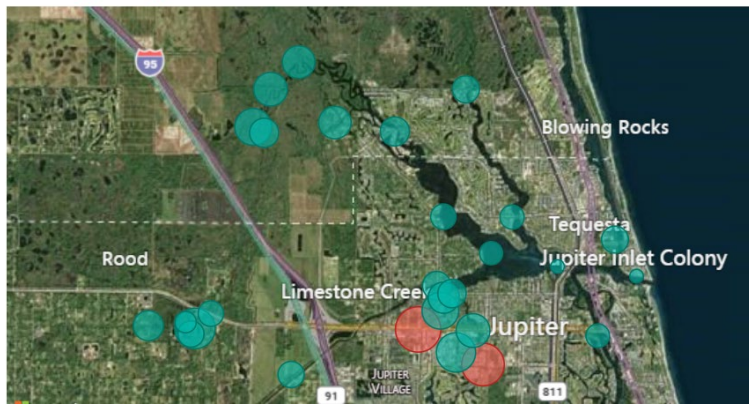 95
Blowing Rocks
Tequesta
Jupiter inlet Colony
Rood
Limestone Creek
Jupiter
JUPITER
VILLAGE
91
811